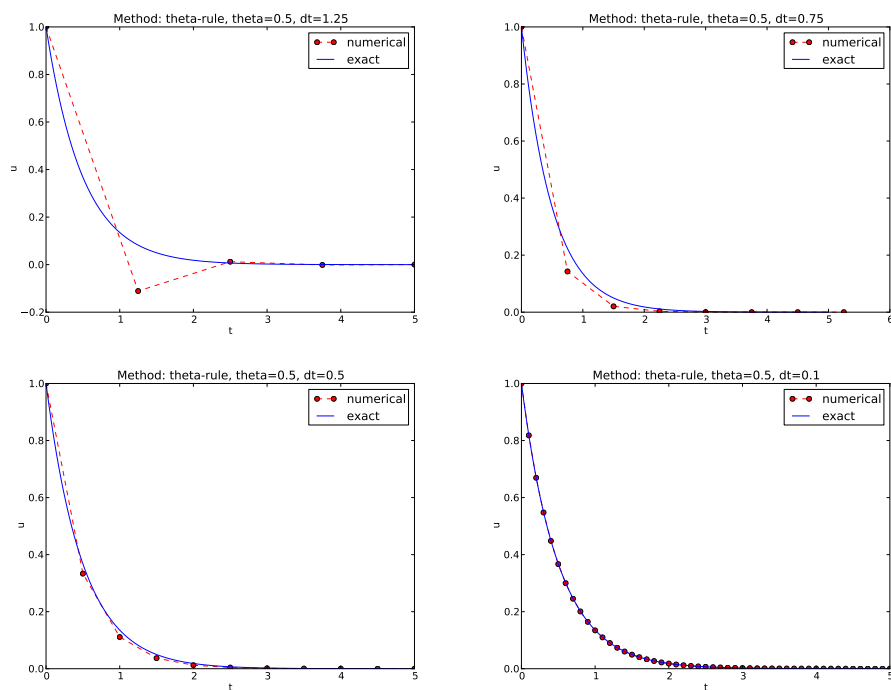 Method: theta-rule, theta=0.5, dt=1.25
1.0
0.8
0.6
0.4
0.2
0.0
−0.2
u
0 1 2 3 4 5
t
numerical
exact
Method: theta-rule, theta=0.5, dt=0.75
1.0
0.8
0.6
0.4
0.2
0.0
u
0 1 2 3 4 5 6
t
numerical
exact
Method: theta-rule, theta=0.5, dt=0.5
1.0
0.8
0.6
0.4
0.2
0.0
u
0 1 2 3 4 5
t
numerical
exact
Method: theta-rule, theta=0.5, dt=0.1
1.0
0.8
0.6
0.4
0.2
0.0
u
0 1 2 3 4 5
t
numerical
exact